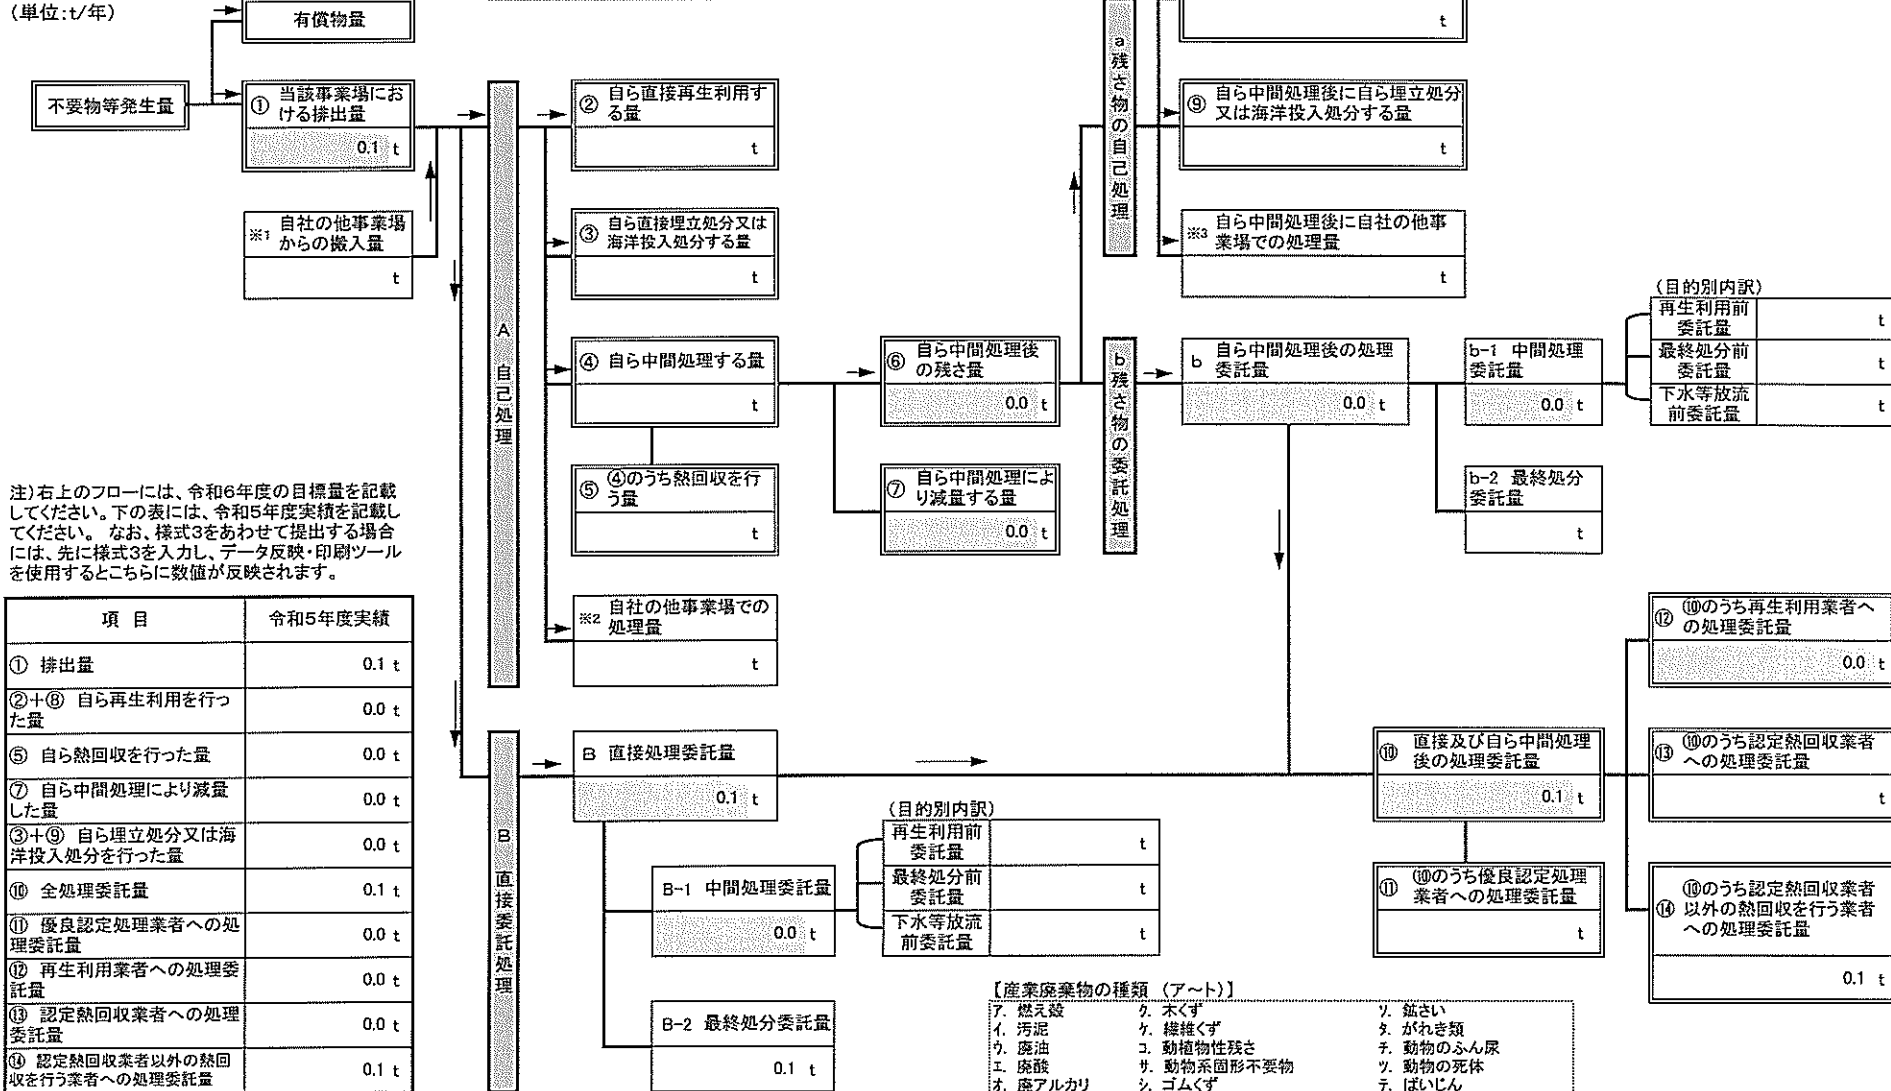 (単位:t/年)
有償物量
t
不要物等発生量
① 当該事業場にお
ける排出量
0.1 t
※1 自社の他事業場
からの搬入量
t
A 自己処理
② 自ら直接再生利用す
る量
t
③ 自ら直接埋立処分又は
海洋投入処分する量
t
④ 自ら中間処理する量
t
⑤ ④のうち熱回収を行
う量
t
※2 自社の他事業場での
処理量
t
⑥ 自ら中間処理後
の残さ量
0.0 t
⑦ 自ら中間処理によ
り減量する量
0.0 t
a 残さ物の自己処理
⑨ 自ら中間処理後に自ら埋立処分
又は海洋投入処分する量
t
※3 自ら中間処理後に自社の他事
業場での処理量
t
b 残さ物の委託処理
b 自ら中間処理後の処理
委託量
0.0 t
b-1 中間処理
委託量
0.0 t
b-2 最終処分
委託量
t
(目的別内訳)
再生利用前
委託量 t
最終処分前
委託量 t
下水等放流
前委託量 t
注)右上のフローには、令和6年度の目標量を記載
してください。下の表には、令和5年度実績を記載し
てください。 なお、様式3をあわせて提出する場合
には、先に様式3を入力し、データ反映・印刷ツール
を使用するとこちらに数値が反映されます。
項 目 令和5年度実績
① 排出量 0.1 t
②+⑧ 自ら再生利用を行っ
た量 0.0 t
⑤ 自ら熱回収を行った量 0.0 t
⑦ 自ら中間処理により減量
した量 0.0 t
③+⑨ 自ら埋立処分又は海
洋投入処分を行った量 0.0 t
⑩ 全処理委託量 0.1 t
⑪ 優良認定処理業者への処
理委託量 0.0 t
⑫ 再生利用業者への処理委
託量 0.0 t
⑬ 認定熱回収業者への処理
委託量 0.0 t
⑭ 認定熱回収業者以外の熱回
収を行う業者への処理委託量 0.1 t
B 直接委託処理
B 直接処理委託量
0.1 t
B-1 中間処理委託量
0.0 t
B-2 最終処分委託量
0.1 t
(目的別内訳)
再生利用前
委託量 t
最終処分前
委託量 t
下水等放流
前委託量 t
⑩ 直接及び自ら中間処理
後の処理委託量
0.1 t
⑪ ⑩のうち優良認定処理
業者への処理委託量
t
⑫ ⑩のうち再生利用業者へ
の処理委託量
0.0 t
⑬ ⑩のうち認定熱回収業者
への処理委託量
t
⑭ ⑩のうち認定熱回収業者
以外の熱回収を行う業者
への処理委託量
0.1 t
【産業廃棄物の種類 (ア~ト)】
ア. 燃え殻 ク. 木くず ソ. 鉱さい
イ. 汚泥 ケ. 繊維くず タ. がれき類
ウ. 廃油 コ. 動植物性残さ チ. 動物のふん尿
エ. 廃酸 サ. 動物系固形不要物 ツ. 動物の死体
オ. 廃アルカリ シ. ゴムくず テ. ばいじん